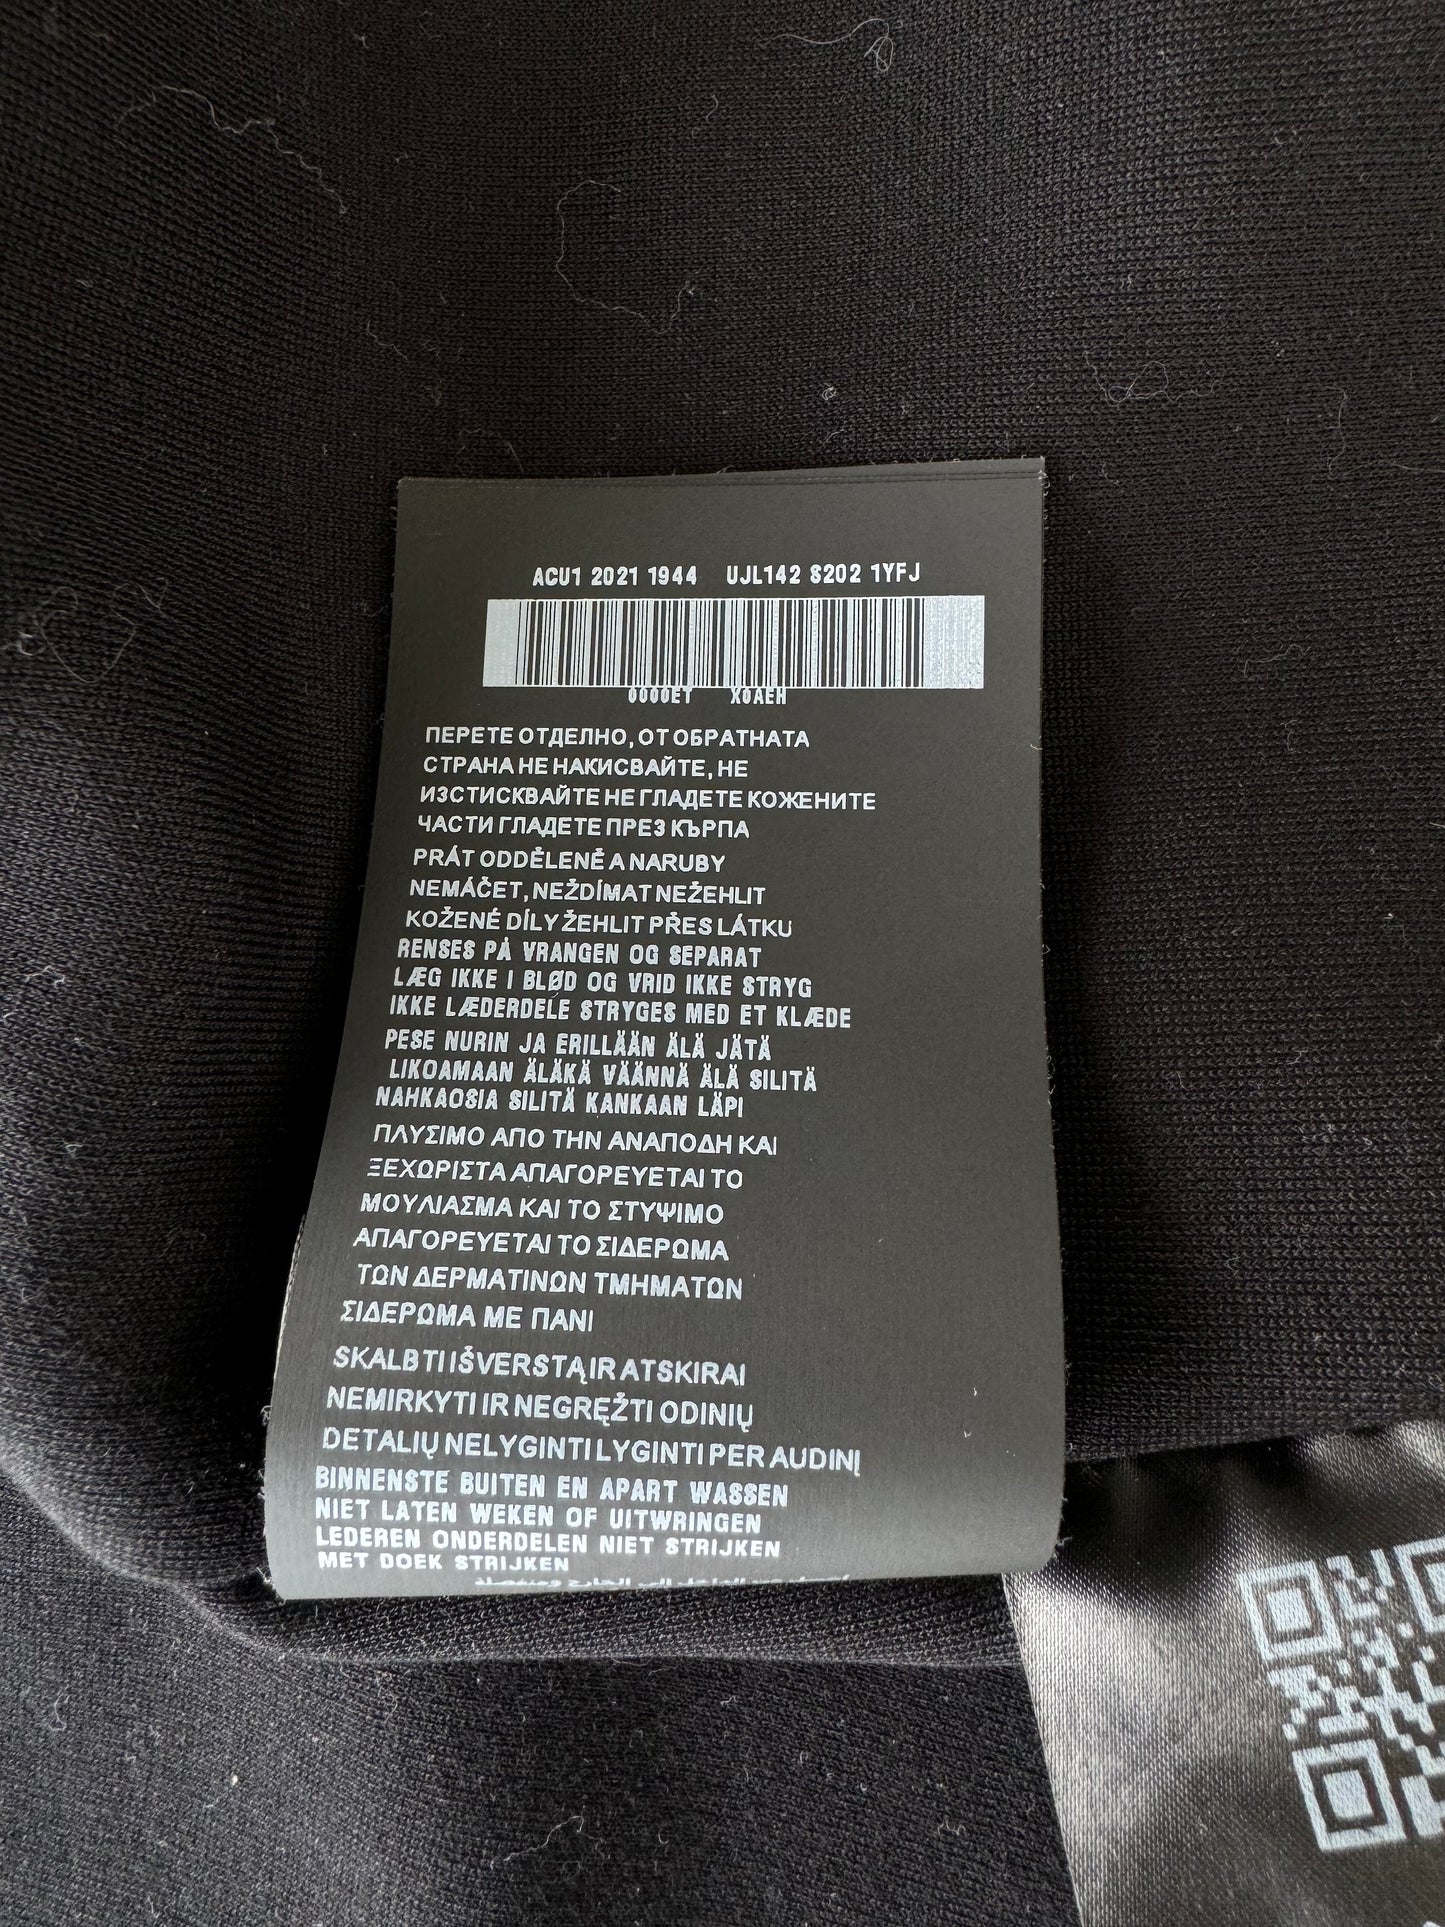 ACU1 2021 1944 UJL142 8202 1YFJ
0000ET X0AEH
ПЕРЕТЕ ОТДЕЛНО, ОТ ОБРАТНАТА
СТРАНА НЕ НАКИСВАЙТЕ, НЕ
ИЗСТИСКВАЙТЕ НЕ ГЛАДЕТЕ КОЖЕНИТЕ
ЧАСТИ ГЛАДЕТЕ ПРЕЗ КЪРПА
PRÁT ODDĚLENĚ A NARUBY
NEMÁČET, NEŽDÍMAT NEŽEHLIT
KOŽENÉ DÍLY ŽEHLIT PŘES LÁTKU
RENSES PÅ VRANGEN OG SEPARAT
LÆG IKKE I BLØD OG VRID IKKE STRYG
IKKE LÆDERDELE STRYGES MED ET KLÆDE
PESE NURIN JA ERILLÄÄN ÄLÄ JÄTÄ
LIKOAMAAN ÄLÄKÄ VÄÄNNÄ ÄLÄ SILITÄ
NAHKAOSIA SILITÄ KANKAAN LÄPI
ΠΛΥΣΙΜΟ ΑΠΟ ΤΗΝ ΑΝΑΠΟΔΗ ΚΑΙ
ΞΕΧΩΡΙΣΤΑ ΑΠΑΓΟΡΕΥΕΤΑΙ ΤΟ
ΜΟΥΛΙΑΣΜΑ ΚΑΙ ΤΟ ΣΤΥΨΙΜΟ
ΑΠΑΓΟΡΕΥΕΤΑΙ ΤΟ ΣΙΔΕΡΩΜΑ
ΤΩΝ ΔΕΡΜΑΤΙΝΩΝ ΤΜΗΜΑΤΩΝ
ΣΙΔΕΡΩΜΑ ΜΕ ΠΑΝΙ
SKALBTI IŠVERSTĄ IR ATSKIRAI
NEMIRKYTI IR NEGRĘŽTI ODINIŲ
DETALIŲ NELYGINTI LYGINTI PER AUDINĮ
BINNENSTE BUITEN EN APART WASSEN
NIET LATEN WEKEN OF UITWRINGEN
LEDEREN ONDERDELEN NIET STRIJKEN
MET DOEK STRIJKEN